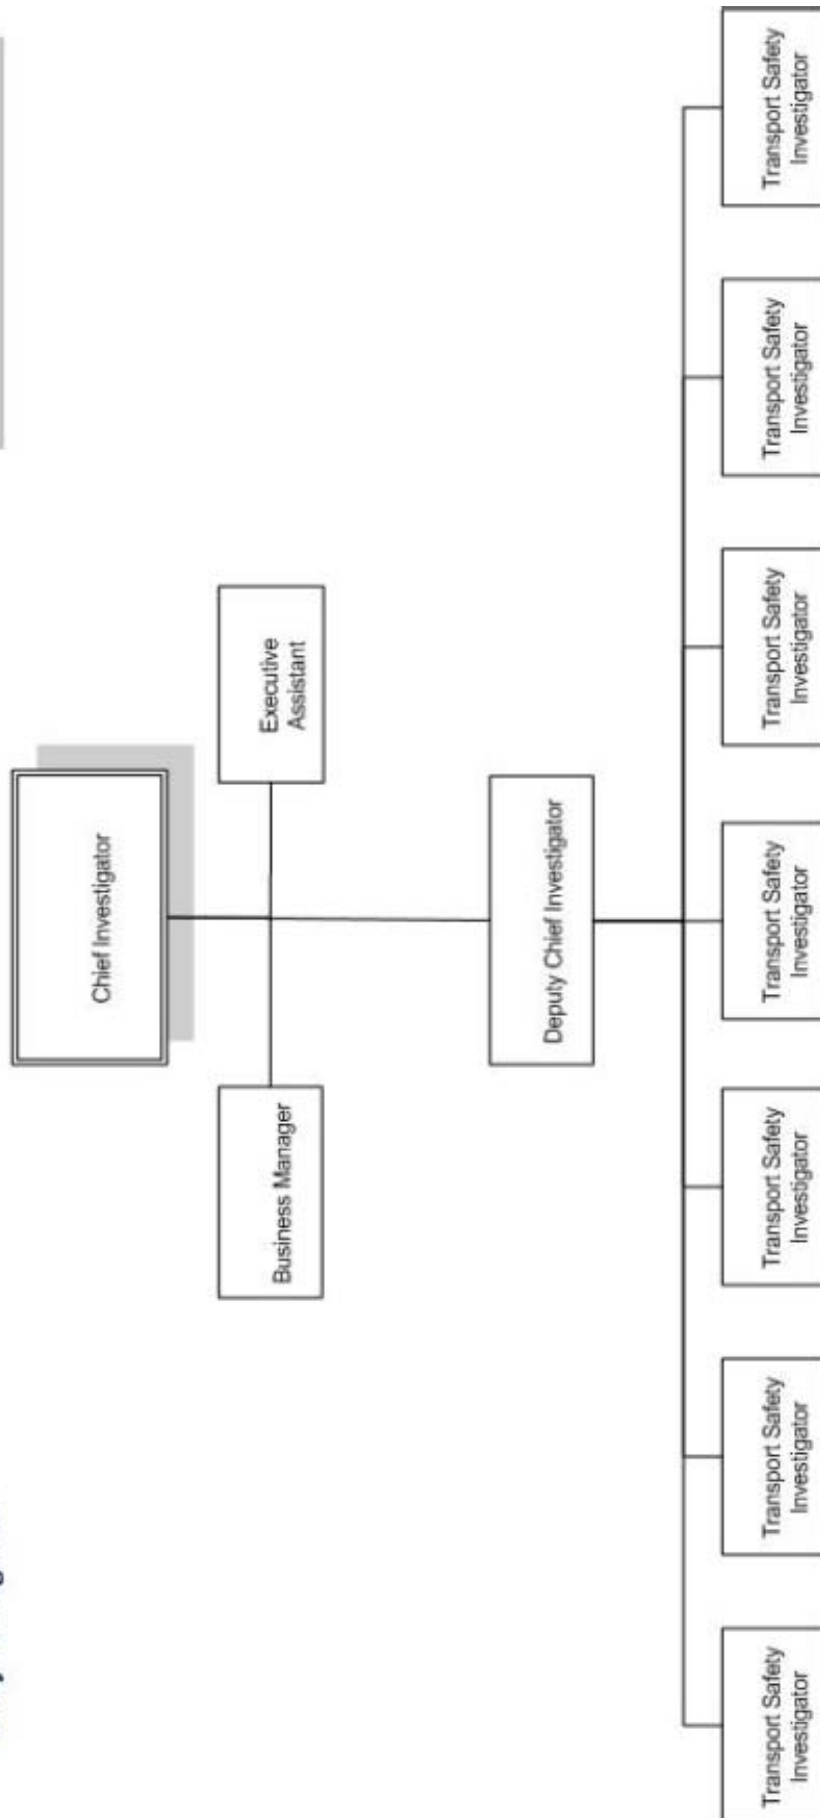 Chief Investigator
Business Manager
Executive
Assistant
Deputy Chief Investigator
Transport Safety
Investigator
Transport Safety
Investigator
Transport Safety
Investigator
Transport Safety
Investigator
Transport Safety
Investigator
Transport Safety
Investigator
Transport Safety
Investigator